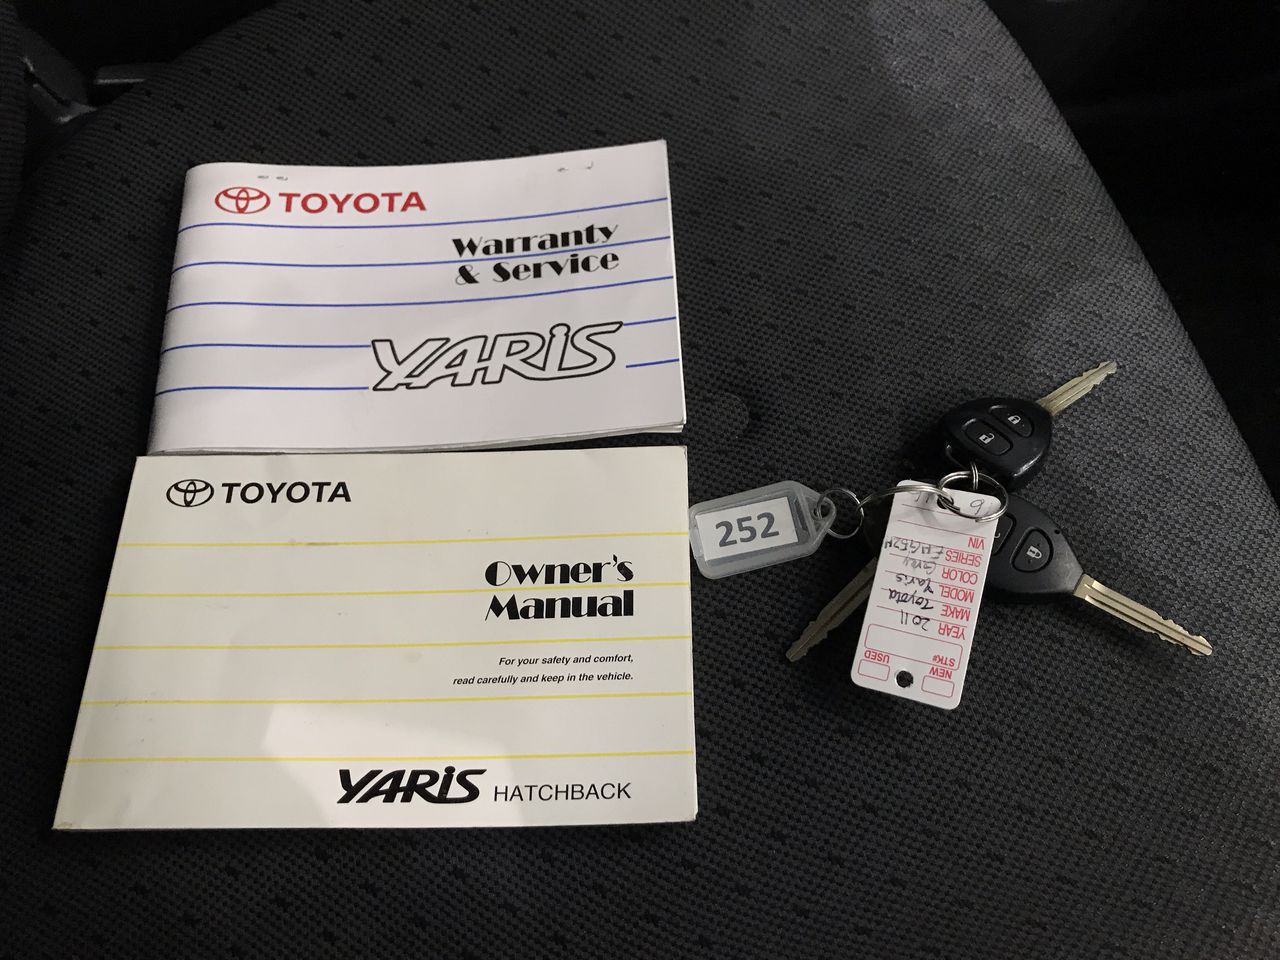 TOYOTA
Warranty
& Service
YARiS
TOYOTA
Owner's
Manual
For your safety and comfort,
read carefully and keep in the vehicle.
YARiS HATCHBACK
252
NEW
USED
STK#
YEAR 2011
MAKE Toyota
MODEL Yaris
COLOR Grey
SERIES
VIN